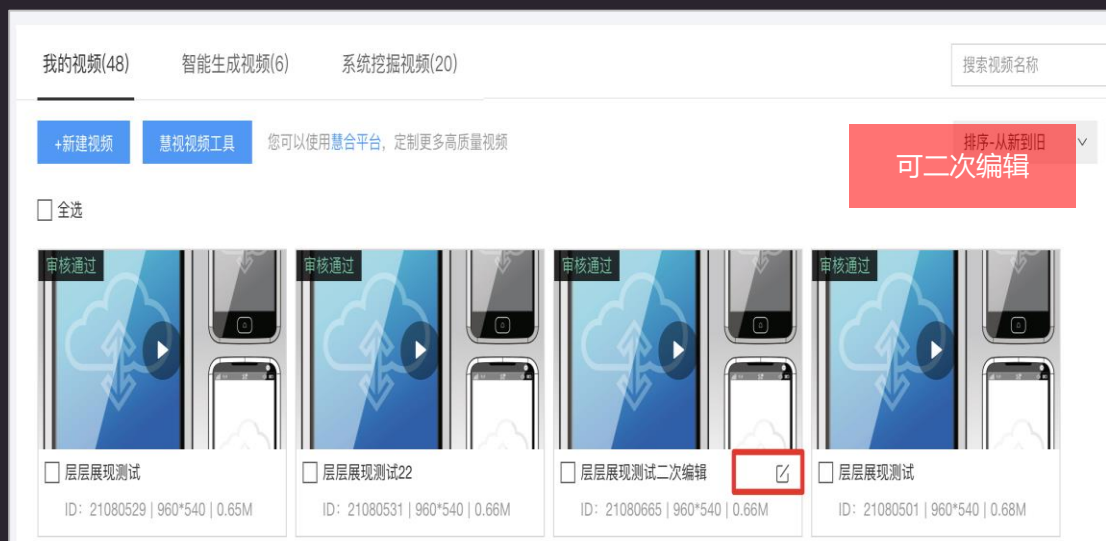 我的视频(48) 智能生成视频(6) 系统挖掘视频(20) 搜索视频名称
+新建视频 慧视视频工具 您可以使用慧合平台，定制更多高质量视频 排序-从新到旧
可二次编辑
全选
审核通过 审核通过 审核通过 审核通过
层层展现测试 层层展现测试22 层层展现测试二次编辑 层层展现测试
ID：21080529 | 960*540 | 0.65M ID：21080531 | 960*540 | 0.66M ID：21080665 | 960*540 | 0.66M ID：21080501 | 960*540 | 0.68M